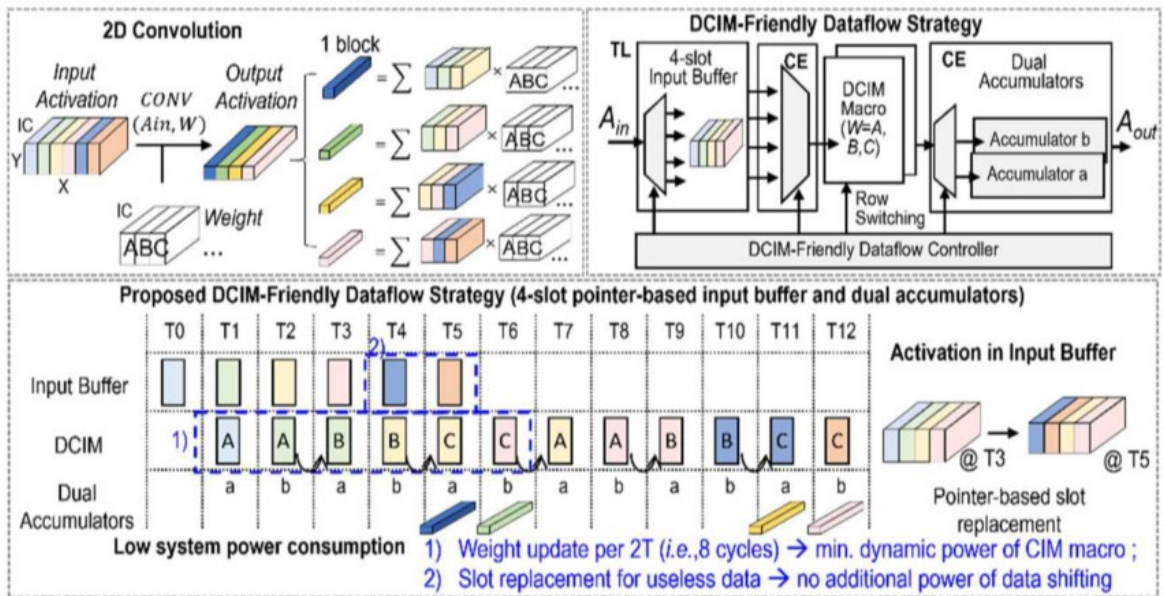 2D Convolution
1 block
Input
Activation
Output
Activation
CONV
(Ain, W)
IC
Y
X
IC
ABC
Weight
...
= Σ × ABC ...
= Σ × ABC ...
= Σ × ABC ...
= Σ × ABC ...
DCIM-Friendly Dataflow Strategy
TL
4-slot
Input Buffer
CE
DCIM
Macro
(W=A,
B,C)
CE
Dual
Accumulators
Ain
Accumulator b
Accumulator a
Aout
Row
Switching
DCIM-Friendly Dataflow Controller
Proposed DCIM-Friendly Dataflow Strategy (4-slot pointer-based input buffer and dual accumulators)
T0 T1 T2 T3 T4 T5 T6 T7 T8 T9 T10 T11 T12
2)
Input Buffer
DCIM
1)
A A B B C C A A B B C C
Dual
Accumulators
a b a b a b a b a b a b
Activation in Input Buffer
@ T3
@ T5
Pointer-based slot
replacement
Low system power consumption
1) Weight update per 2T (i.e.,8 cycles) → min. dynamic power of CIM macro ;
2) Slot replacement for useless data → no additional power of data shifting